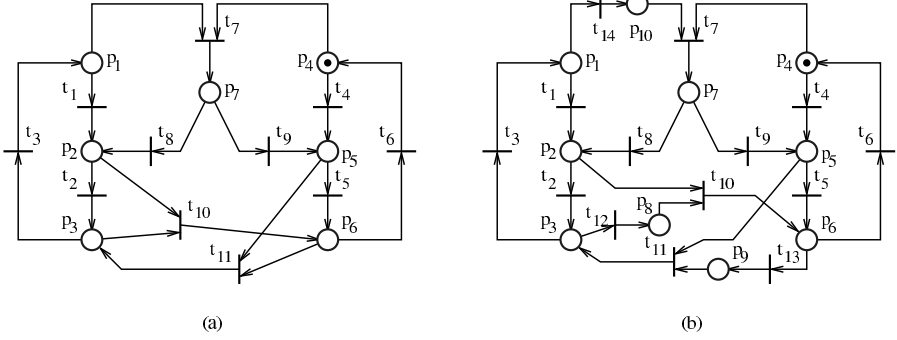 t14 p10
t7 t7
p1 p4 p1 p4
t1 p7 t4 t1 p7 t4
t3 t8 t9 t6 t3 t8 t9 t6
p2 p5 p2 p5
t2 t5 t2 t10 t5
p3 t10 p6 p3 t12 p8 p6
t11 t11 p9 t13
(a) (b)